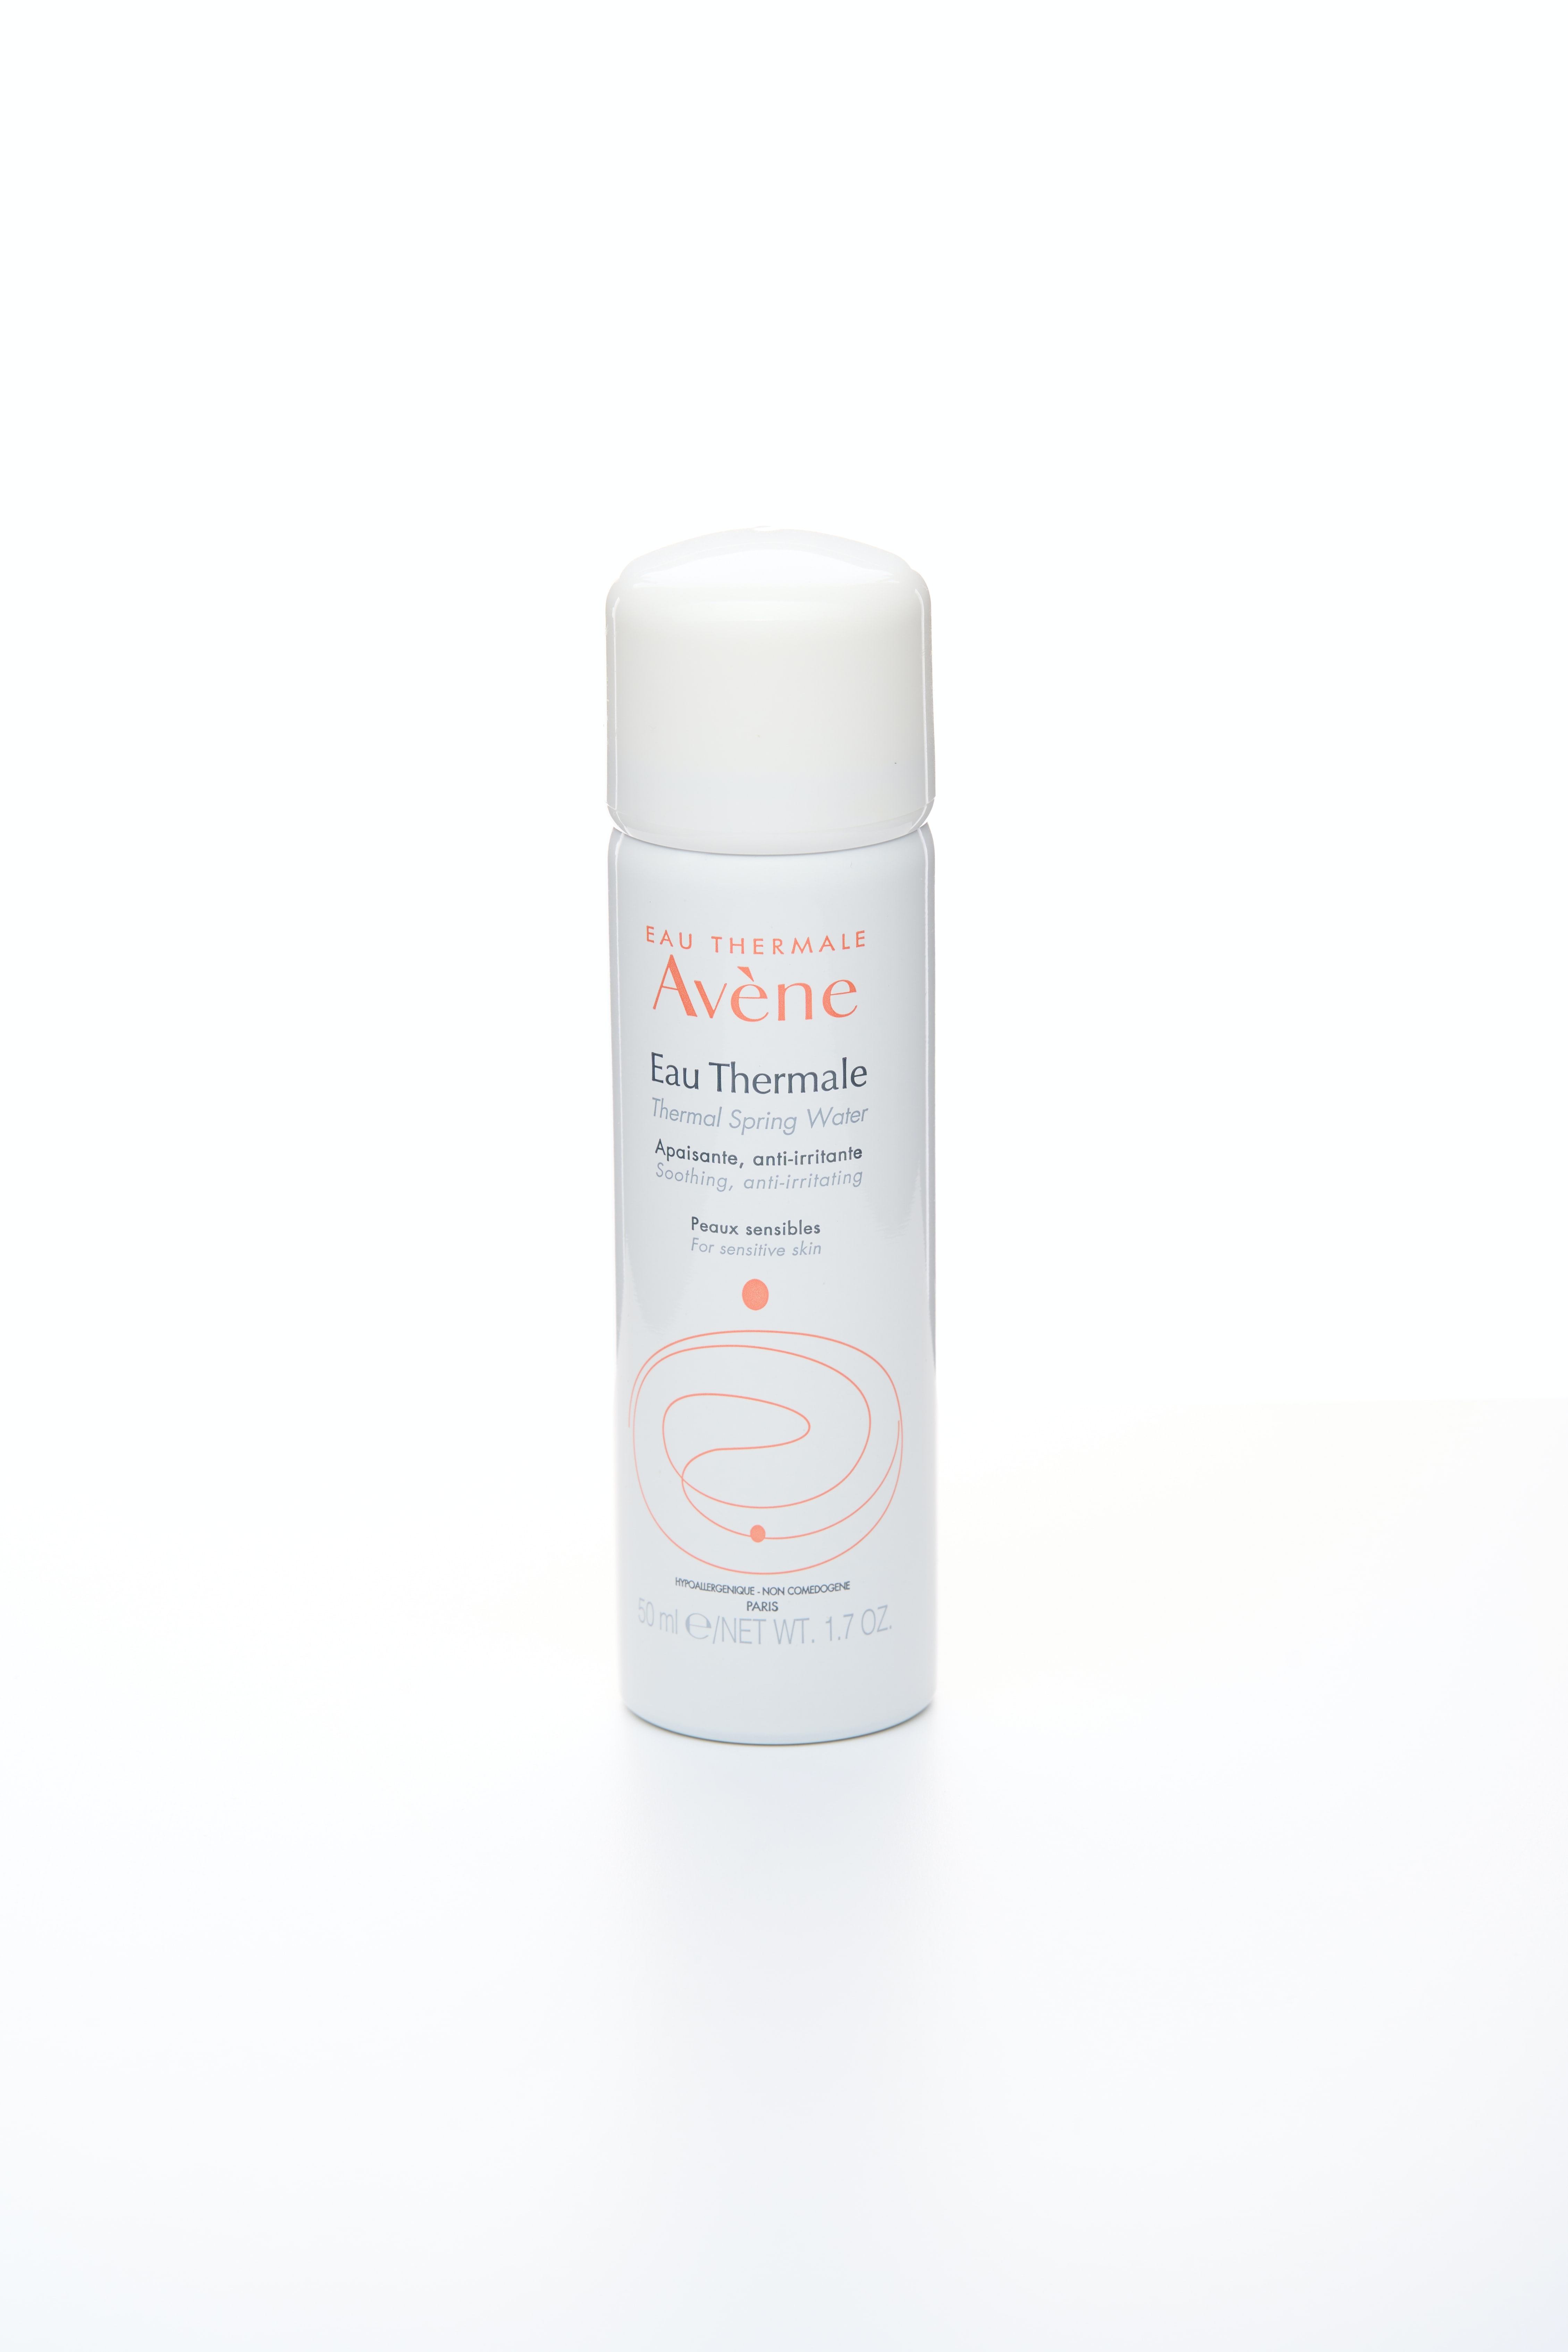 EAU THERMALE
Avène
Eau Thermale
Thermal Spring Water
Apaisante, anti-irritante
Soothing, anti-irritating
Peaux sensibles
For sensitive skin
HYPOALLERGENIQUE - NON COMEDOGENE
PARIS
50 ml ℮/NET WT. 1.7 OZ.